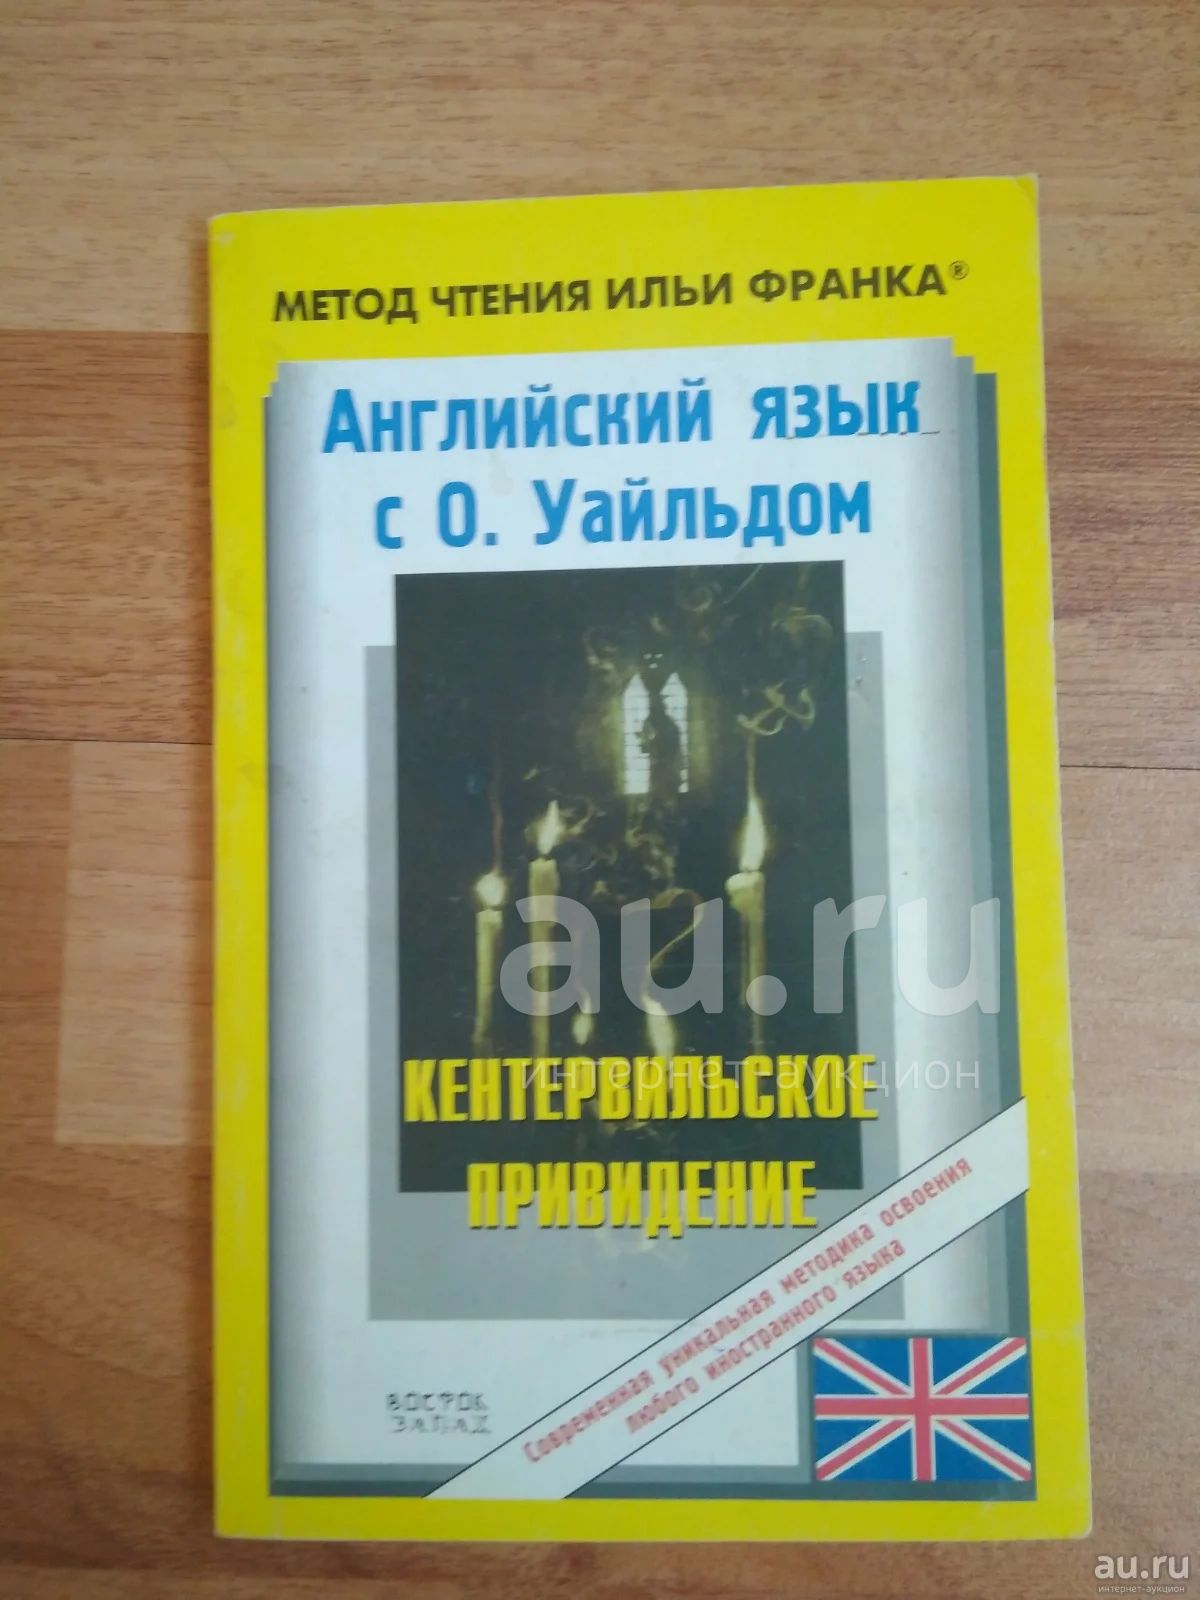 МЕТОД ЧТЕНИЯ ИЛЬИ ФРАНКА®
Английский язык
с О. Уайльдом
au.ru
интернет-аукцион
КЕНТЕРВИЛЬСКОЕ
ПРИВИДЕНИЕ
Современная уникальная методика освоения
любого иностранного языка
ВОСТОК
ЗАПАД
au.ru
интернет-аукцион